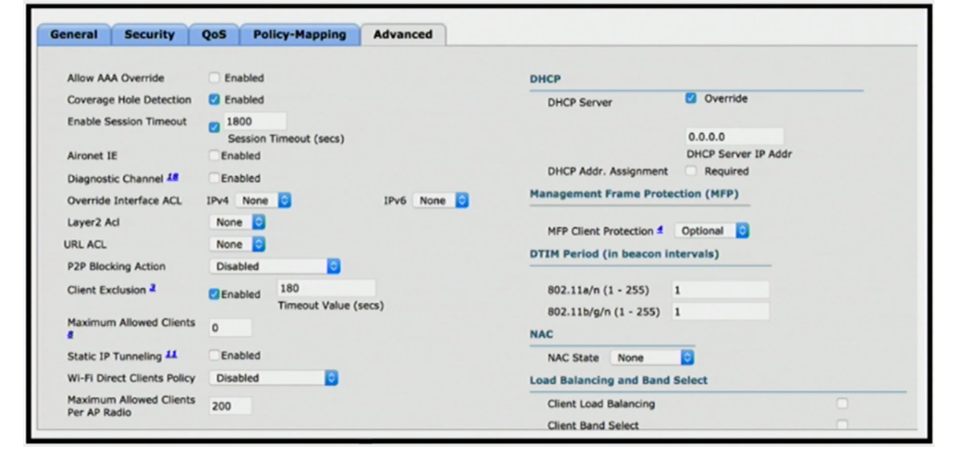 General Security QoS Policy-Mapping Advanced
Allow AAA Override Enabled
Coverage Hole Detection Enabled
Enable Session Timeout 1800
Session Timeout (secs)
Aironet IE Enabled
Diagnostic Channel 18 Enabled
Override Interface ACL IPv4 None IPv6 None
Layer2 Acl None
URL ACL None
P2P Blocking Action Disabled
Client Exclusion 3 Enabled 180
Timeout Value (secs)
Maximum Allowed Clients
8 0
Static IP Tunneling 11 Enabled
Wi-Fi Direct Clients Policy Disabled
Maximum Allowed Clients
Per AP Radio 200
DHCP
DHCP Server Override
0.0.0.0
DHCP Server IP Addr
DHCP Addr. Assignment Required
Management Frame Protection (MFP)
MFP Client Protection 4 Optional
DTIM Period (in beacon intervals)
802.11a/n (1 - 255) 1
802.11b/g/n (1 - 255) 1
NAC
NAC State None
Load Balancing and Band Select
Client Load Balancing
Client Band Select